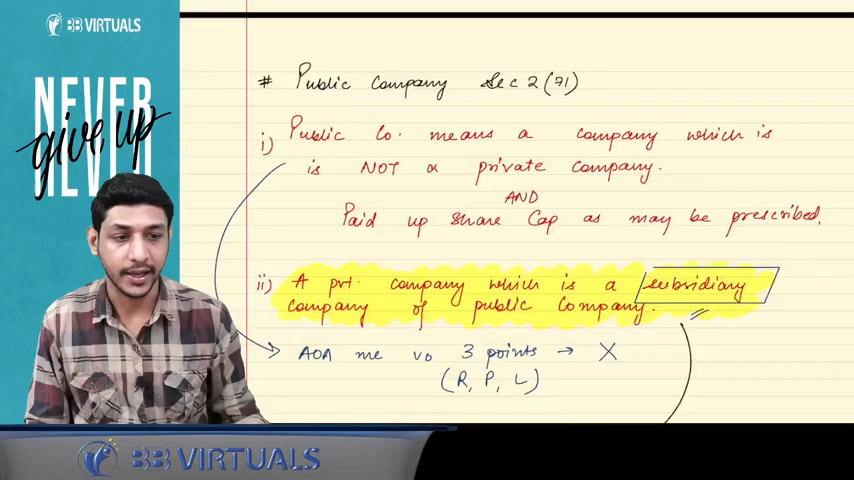 BB VIRTUALS
NEVER
give up
NEVER
# Public Company Sec 2(71)
i) Public Co. means a company which is
is NOT a private company.
AND
Paid up share Cap as may be prescribed.
ii) A prt. company which is a subsidiary
company of public Company.
AOA me vo 3 points → X
(R, P, L)
BB VIRTUALS